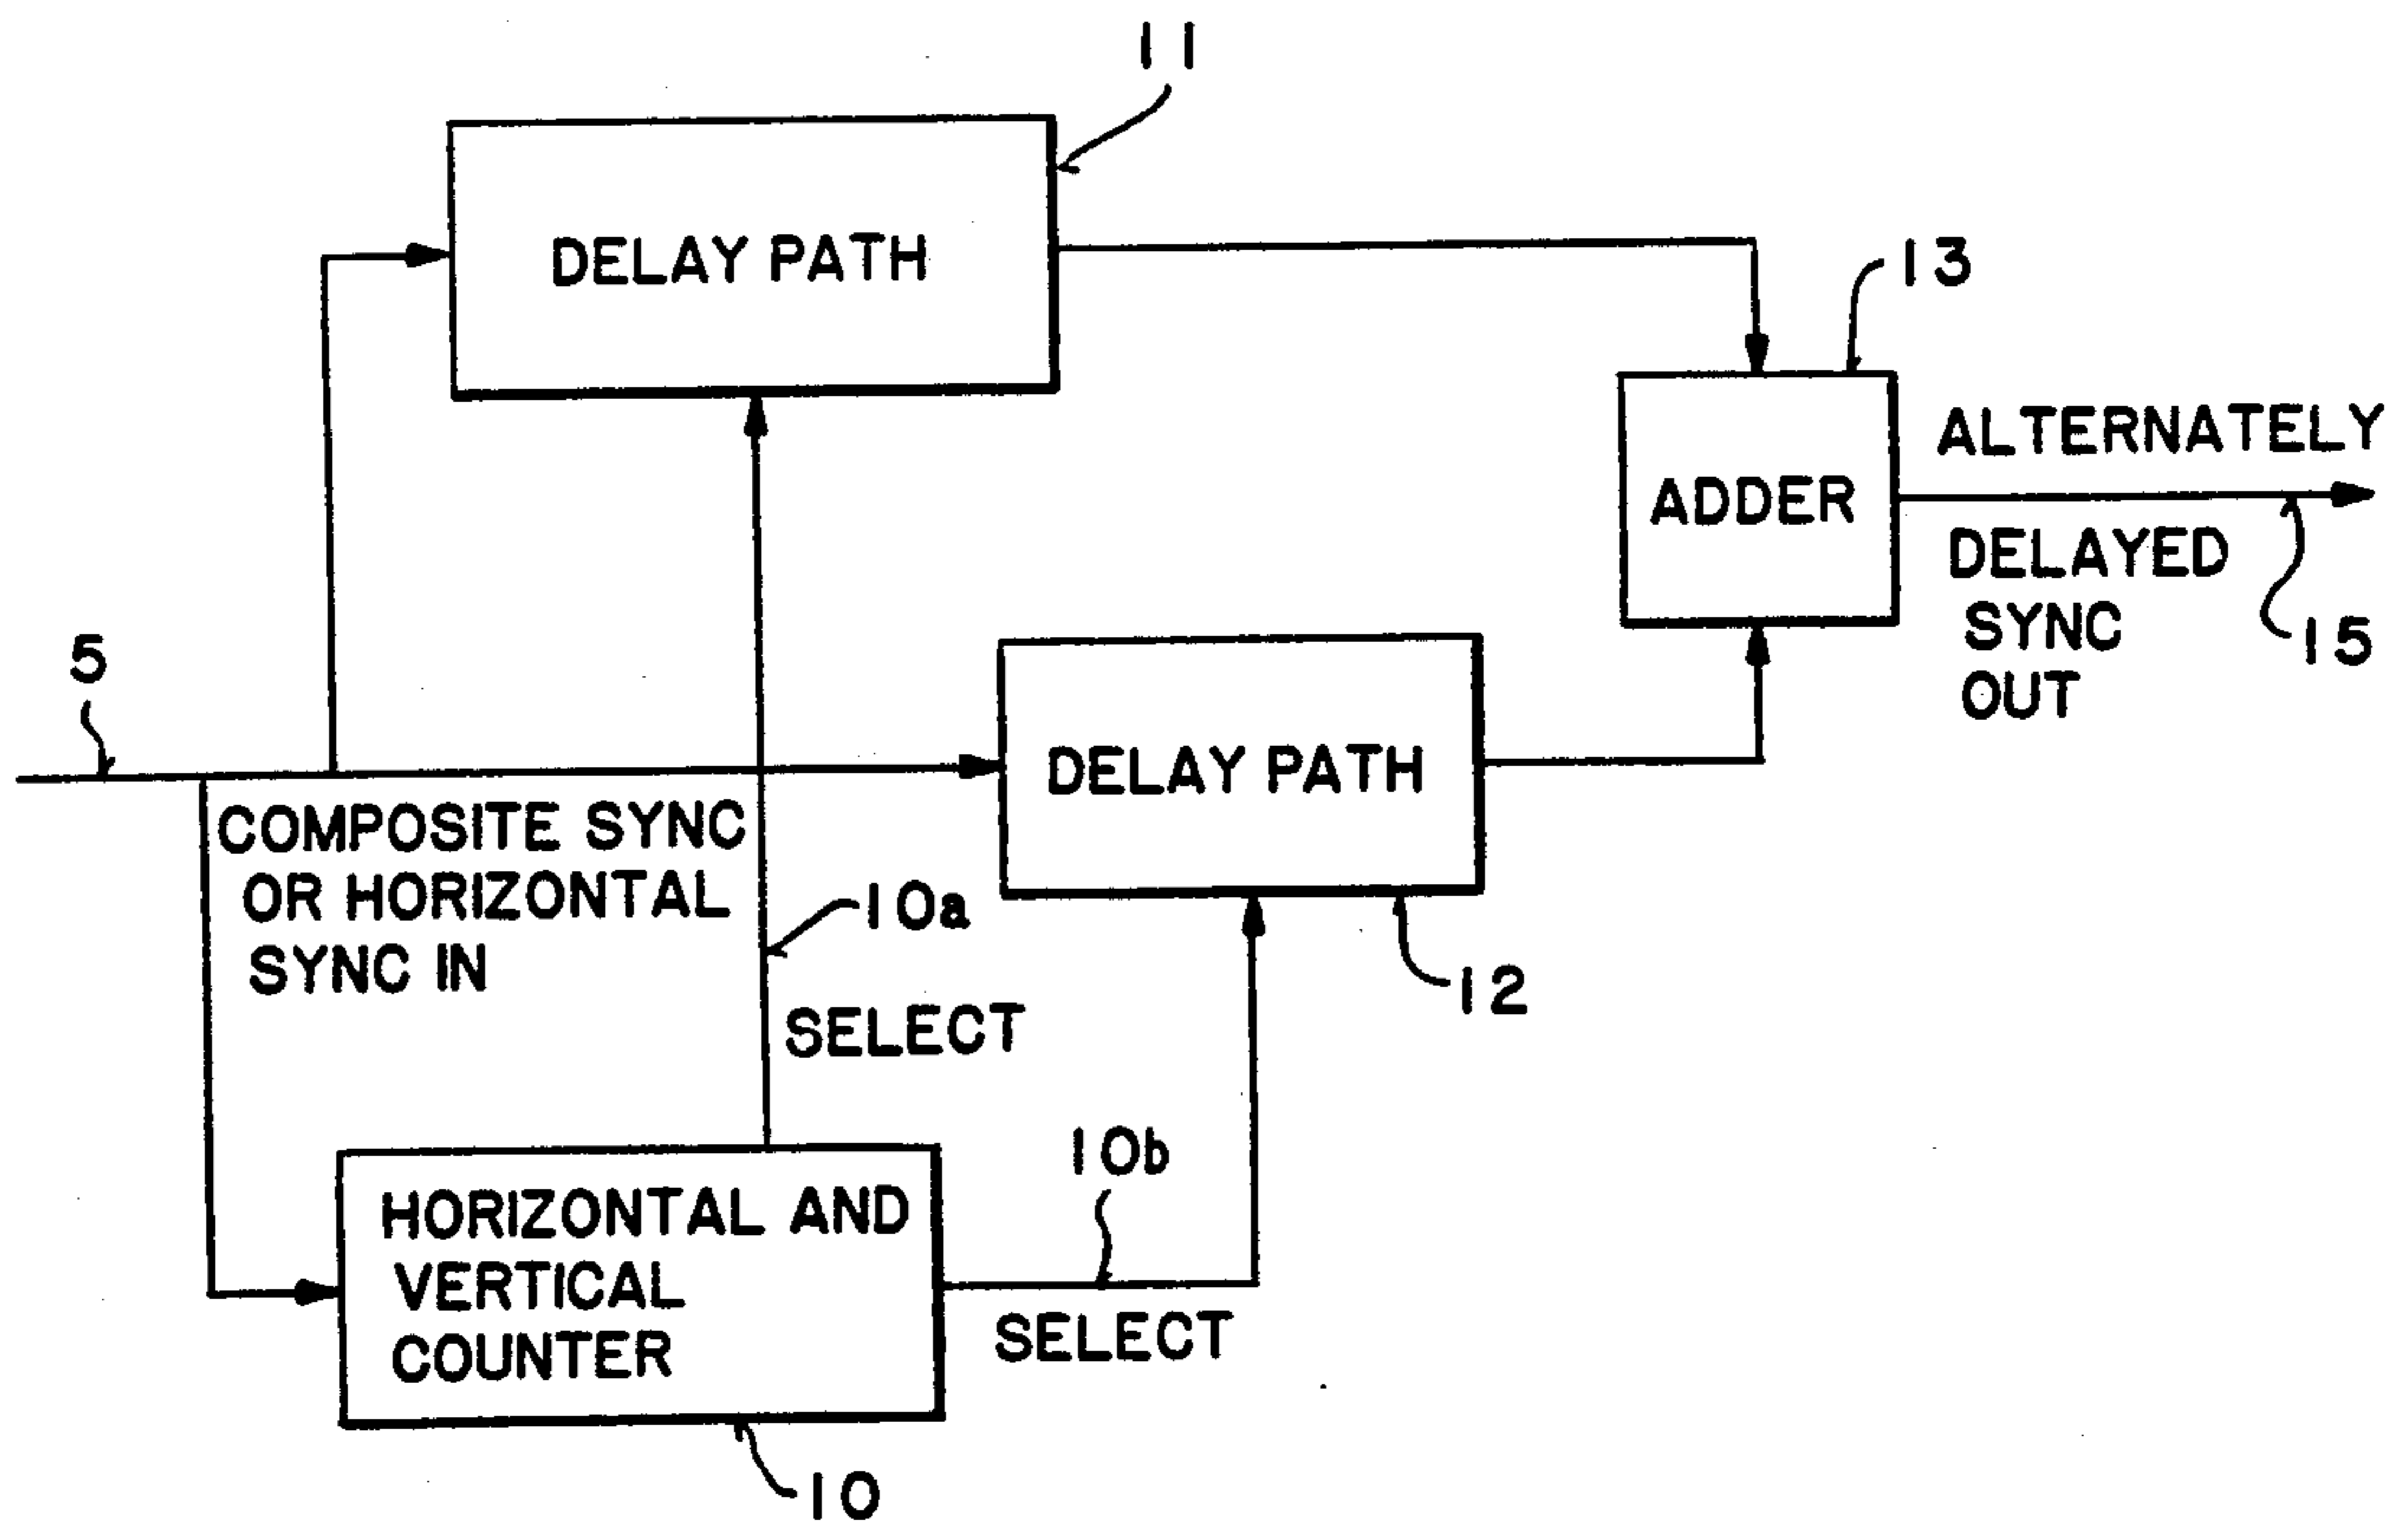 11
DELAY PATH
13
ALTERNATELY
ADDER
DELAYED
SYNC
OUT
15
5
DELAY PATH
COMPOSITE SYNC
OR HORIZONTAL
SYNC IN
10a
12
SELECT
10b
HORIZONTAL AND
VERTICAL
COUNTER
SELECT
10